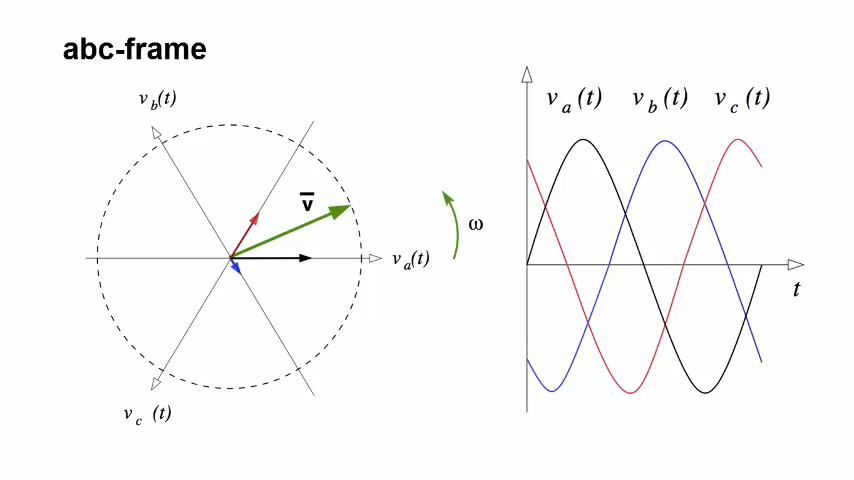 abc-frame
v_b(t)
v̅
ω
v_a(t)
v_c (t)
v_a (t) v_b (t) v_c (t)
t